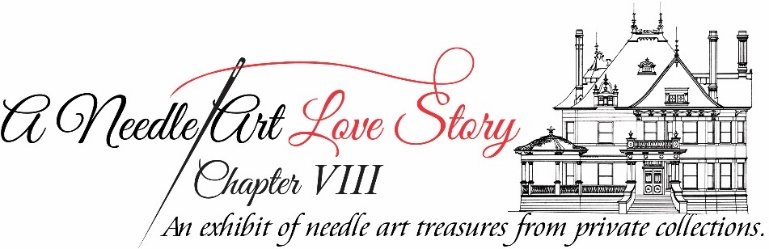 A Needle Art Love Story
Chapter VIII
An exhibit of needle art treasures from private collections.